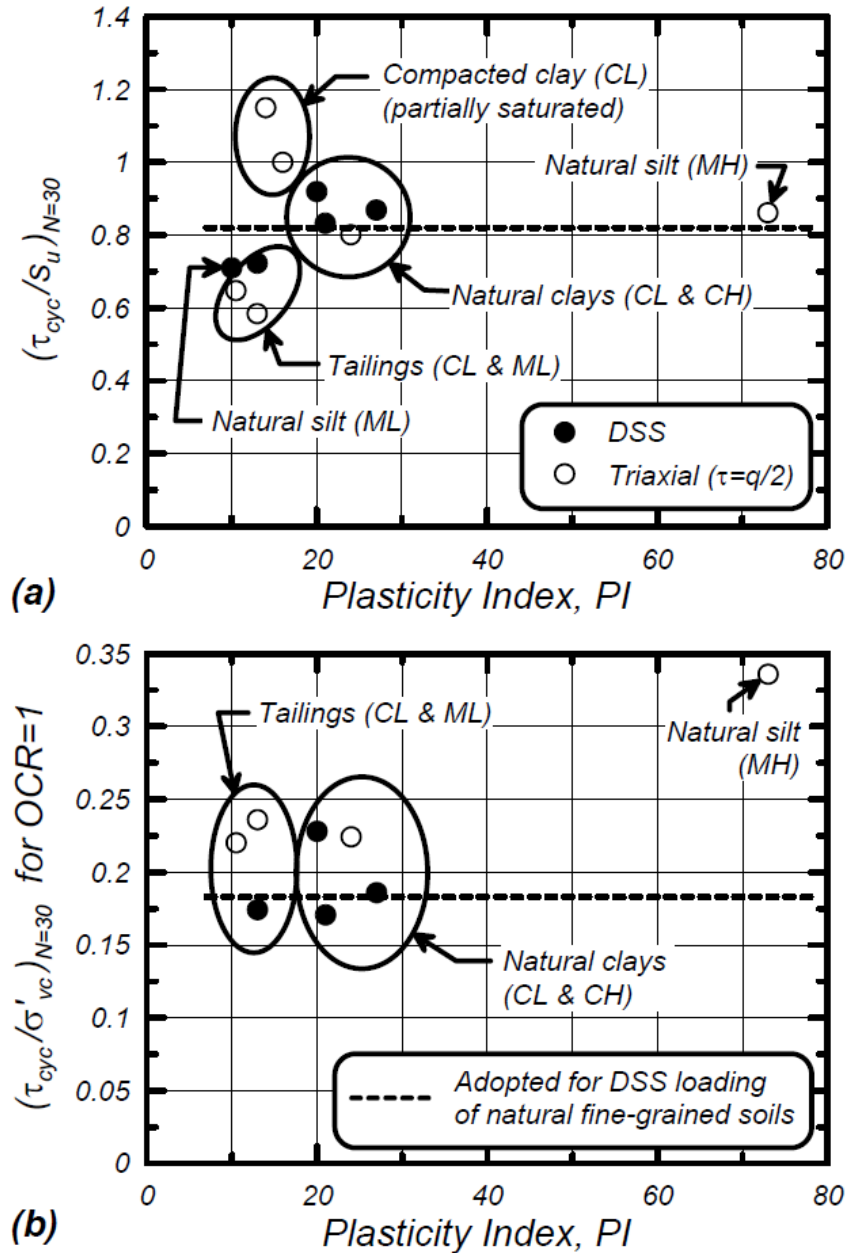 1.4
1.2
1
0.8
0.6
0.4
0.2
0
(τcyc/su)N=30
Compacted clay (CL)
(partially saturated)
Natural silt (MH)
Natural clays (CL & CH)
Tailings (CL & ML)
Natural silt (ML)
DSS
Triaxial (τ=q/2)
0 20 40 60 80
(a) Plasticity Index, PI
0.35
0.3
0.25
0.2
0.15
0.1
0.05
0
(τcyc/σ'vc)N=30 for OCR=1
Tailings (CL & ML)
Natural silt
(MH)
Natural clays
(CL & CH)
Adopted for DSS loading
of natural fine-grained soils
0 20 40 60 80
(b) Plasticity Index, PI